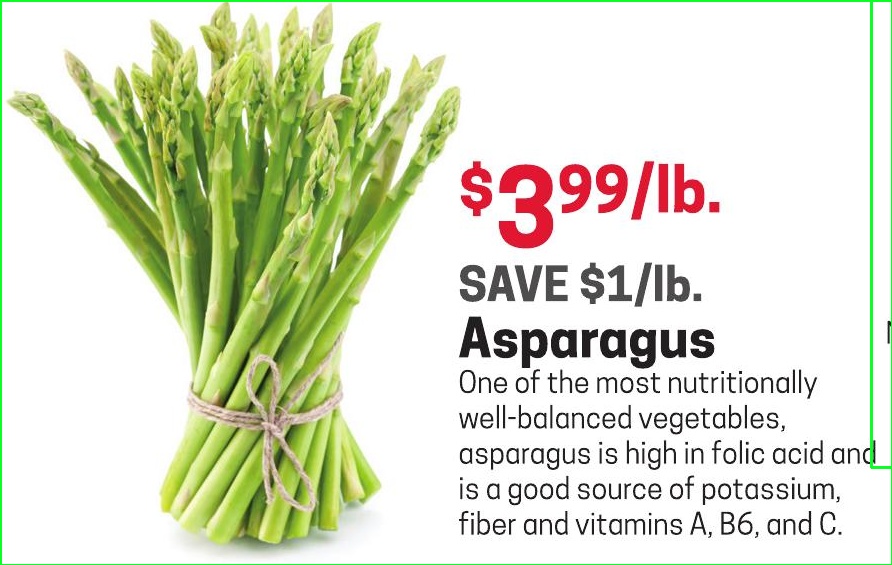 $3.99/lb.
SAVE $1/lb.
Asparagus
One of the most nutritionally
well-balanced vegetables,
asparagus is high in folic acid and
is a good source of potassium,
fiber and vitamins A, B6, and C.